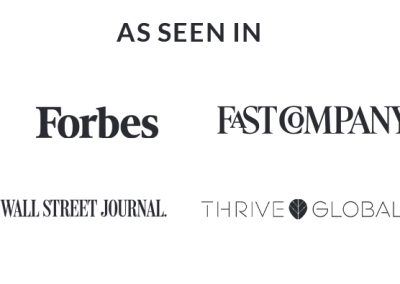 AS SEEN IN
Forbes
FAST COMPANY
WALL STREET JOURNAL.
THRIVE GLOBAL